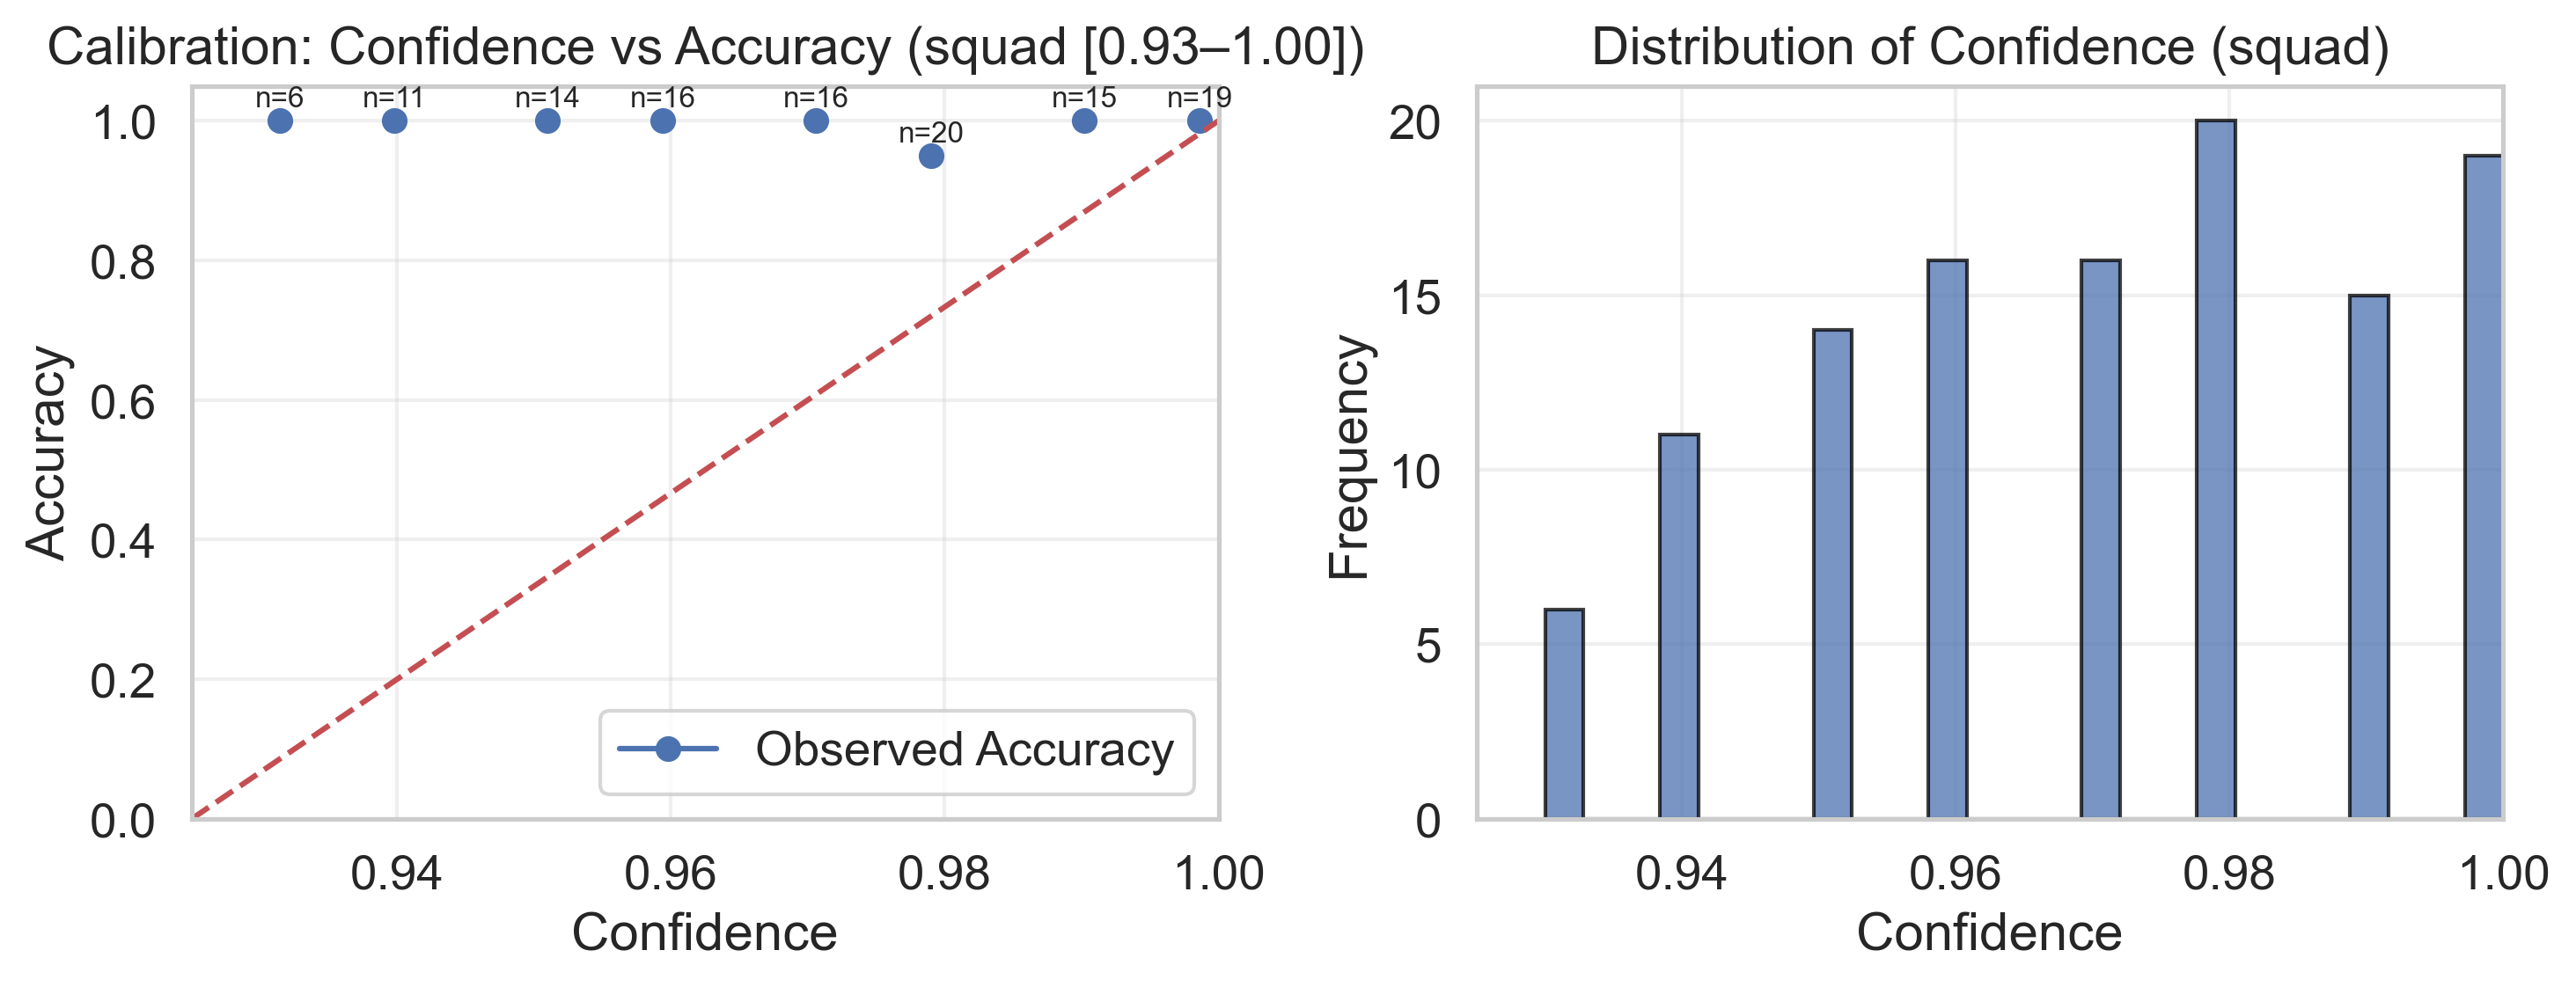 Calibration: Confidence vs Accuracy (squad [0.93–1.00])
n=6 n=11 n=14 n=16 n=16 n=15 n=19
n=20
1.0
0.8
0.6
0.4
0.2
0.0
Accuracy
Observed Accuracy
0.94 0.96 0.98 1.00
Confidence
Distribution of Confidence (squad)
20
15
10
5
0
Frequency
0.94 0.96 0.98 1.00
Confidence